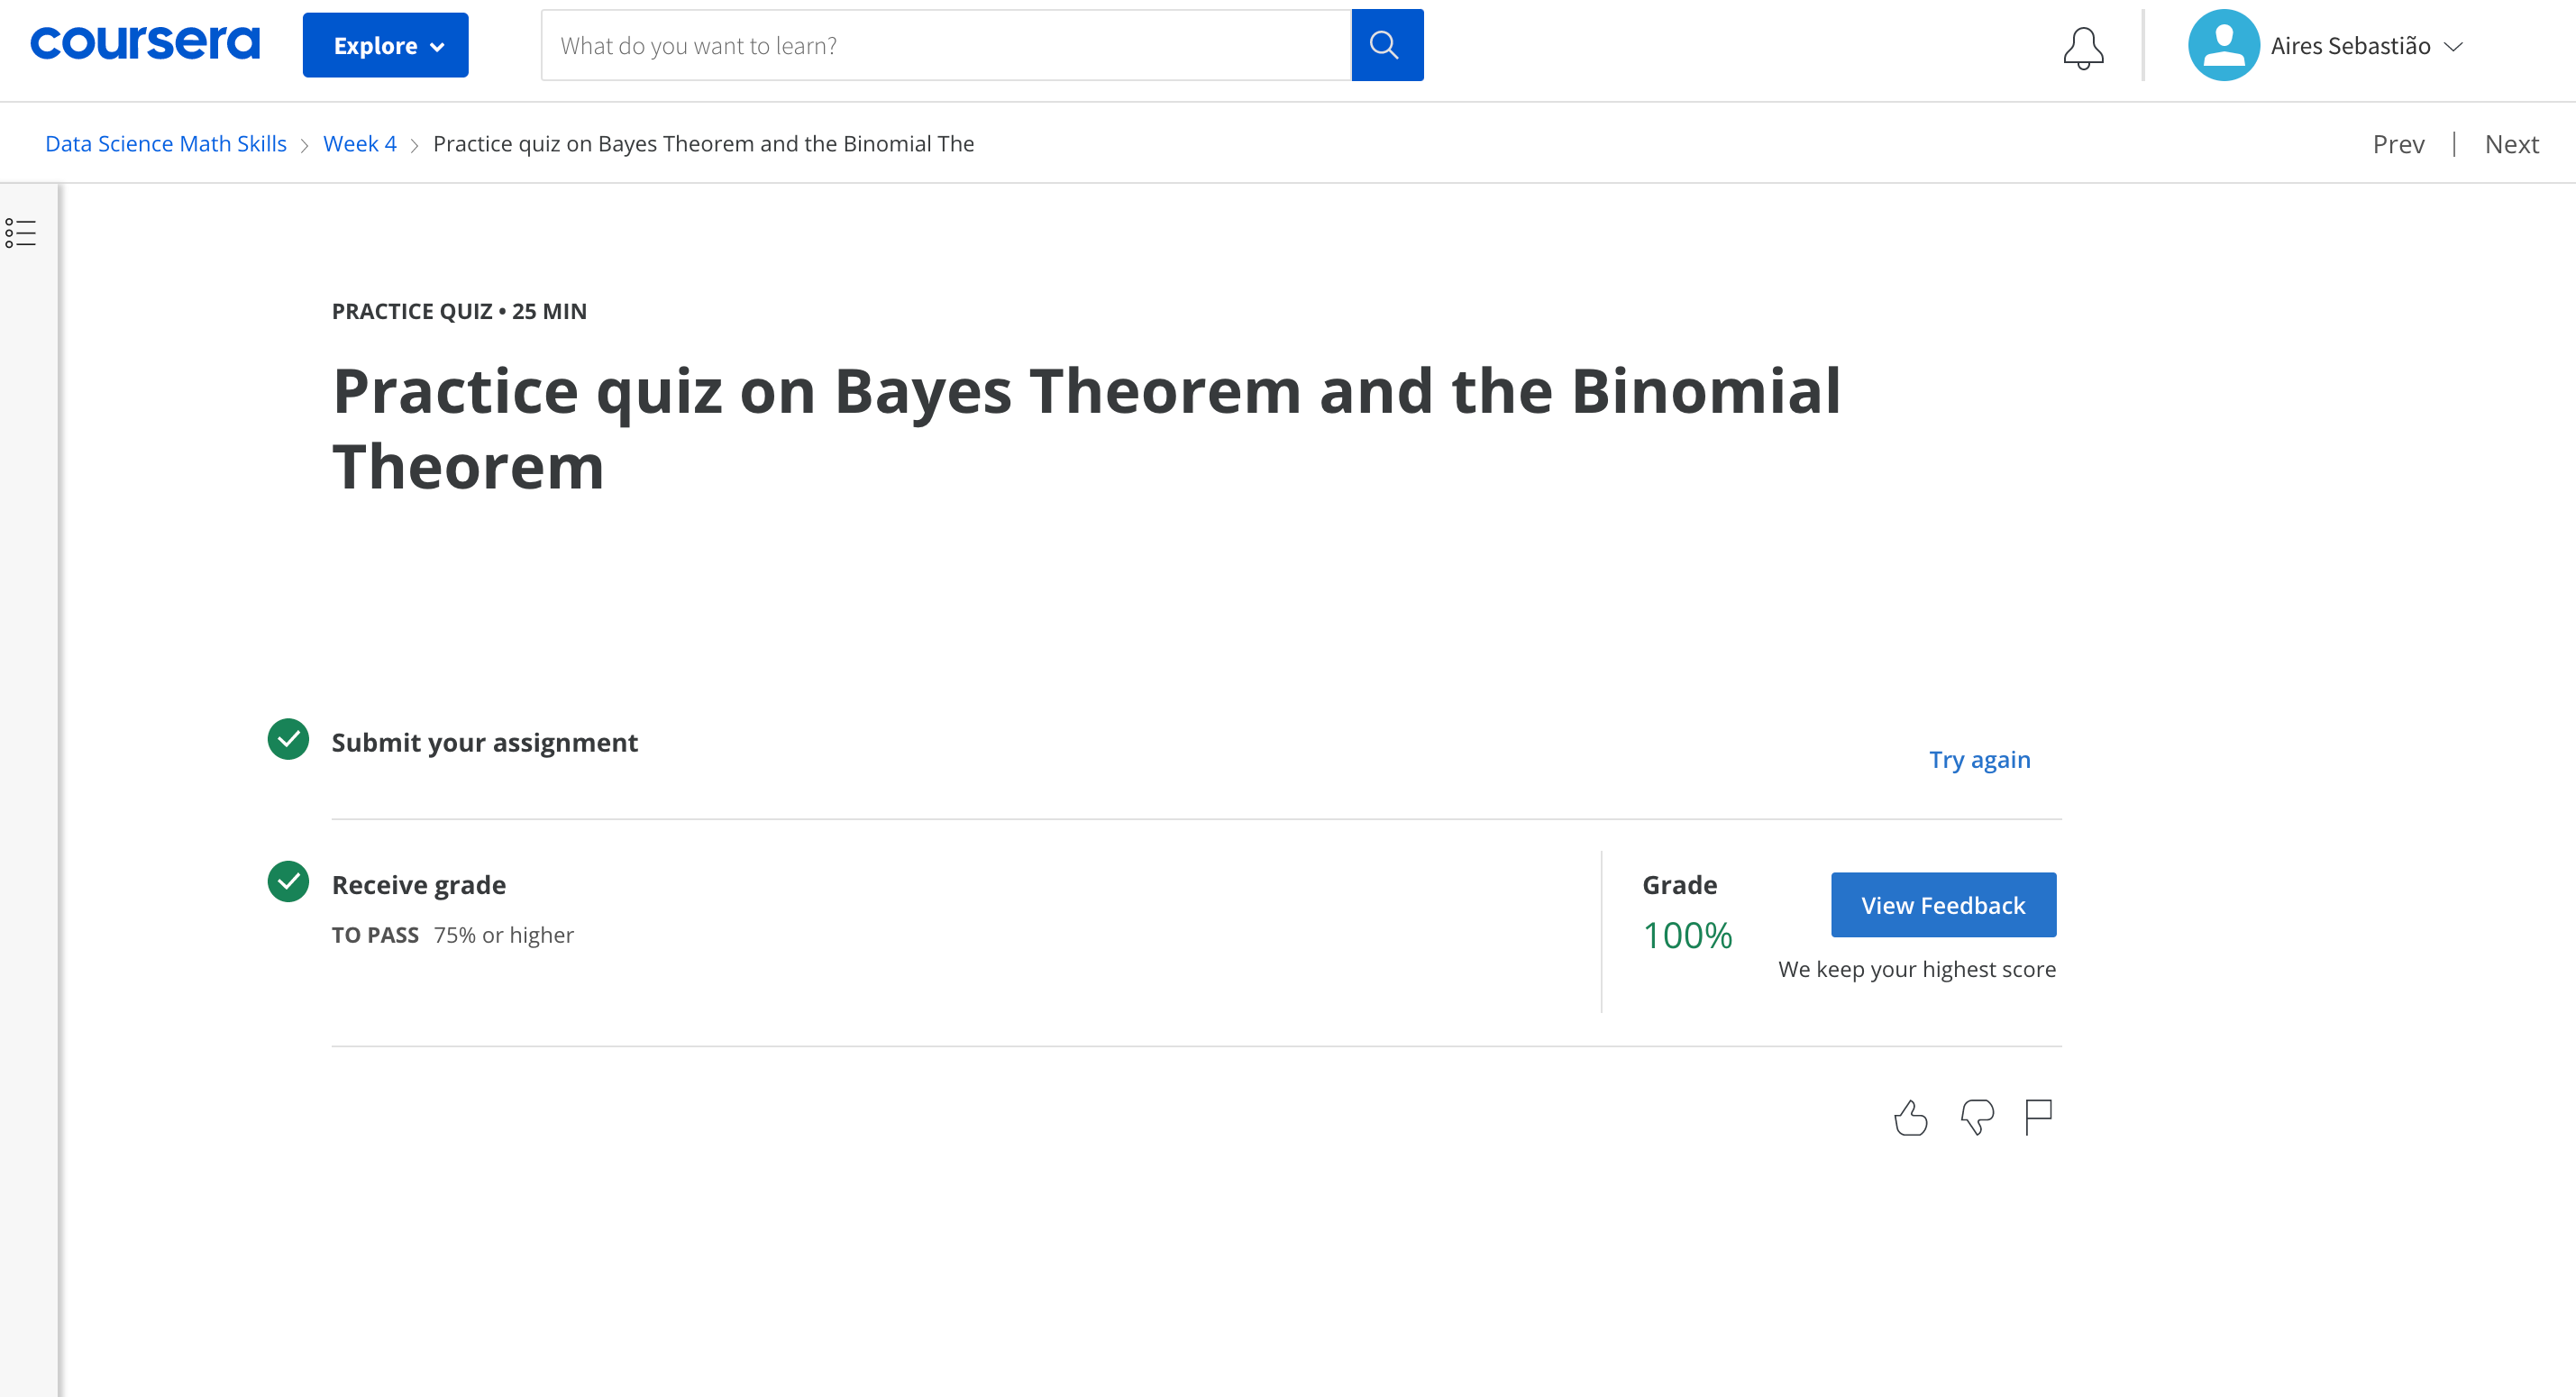 coursera
Explore
What do you want to learn?
Aires Sebastião
Data Science Math Skills
Week 4
Practice quiz on Bayes Theorem and the Binomial The
Prev | Next
PRACTICE QUIZ • 25 MIN
Practice quiz on Bayes Theorem and the Binomial
Theorem
Submit your assignment
Try again
Receive grade
TO PASS 75% or higher
Grade
100%
View Feedback
We keep your highest score